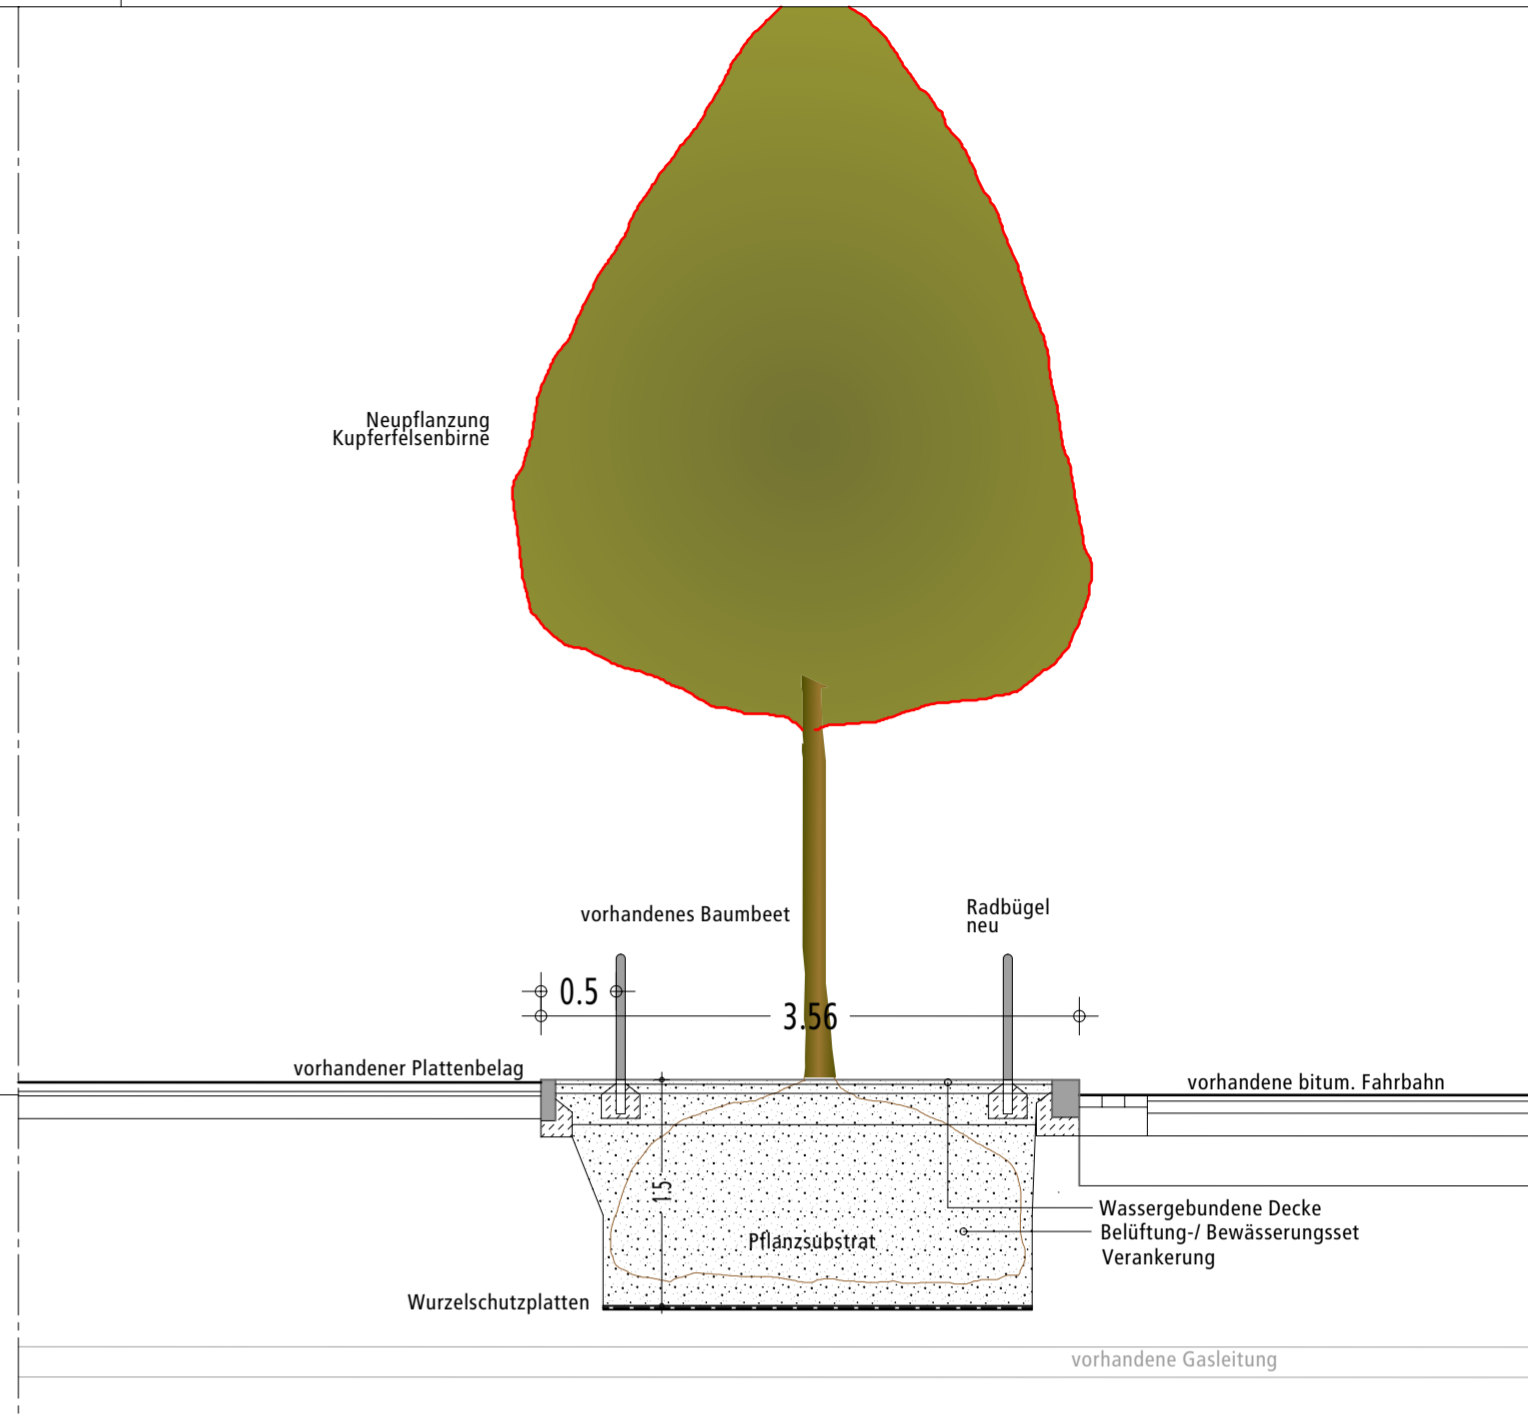 Neupflanzung
Kupferfelsenbirne
vorhandenes Baumbeet
Radbügel
neu
0.5
3.56
vorhandener Plattenbelag
vorhandene bitum. Fahrbahn
1.5
Wassergebundene Decke
Belüftung-/ Bewässerungsset
Pflanzsubstrat
Verankerung
Wurzelschutzplatten
vorhandene Gasleitung